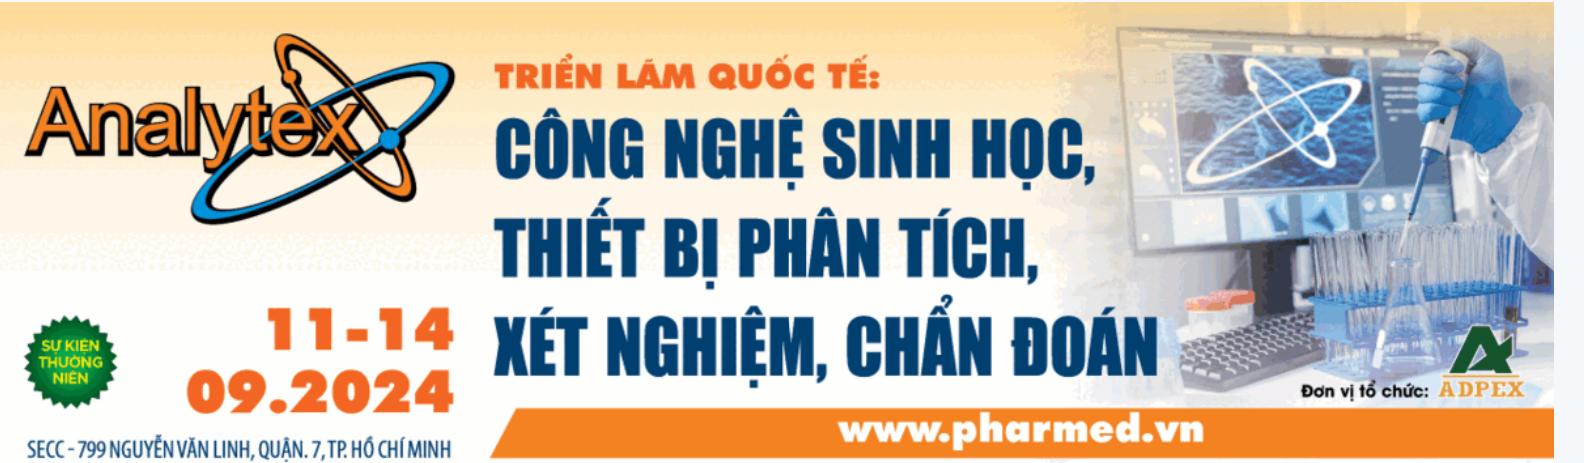 Analytex
TRIỂN LÃM QUỐC TẾ:
CÔNG NGHỆ SINH HỌC,
THIẾT BỊ PHÂN TÍCH,
XÉT NGHIỆM, CHẨN ĐOÁN
SỰ KIỆN
THƯỜNG
NIÊN
11-14
09.2024
SECC - 799 NGUYỄN VĂN LINH, QUẬN. 7, TP. HỒ CHÍ MINH
Đơn vị tổ chức: ADPEX
www.pharmed.vn